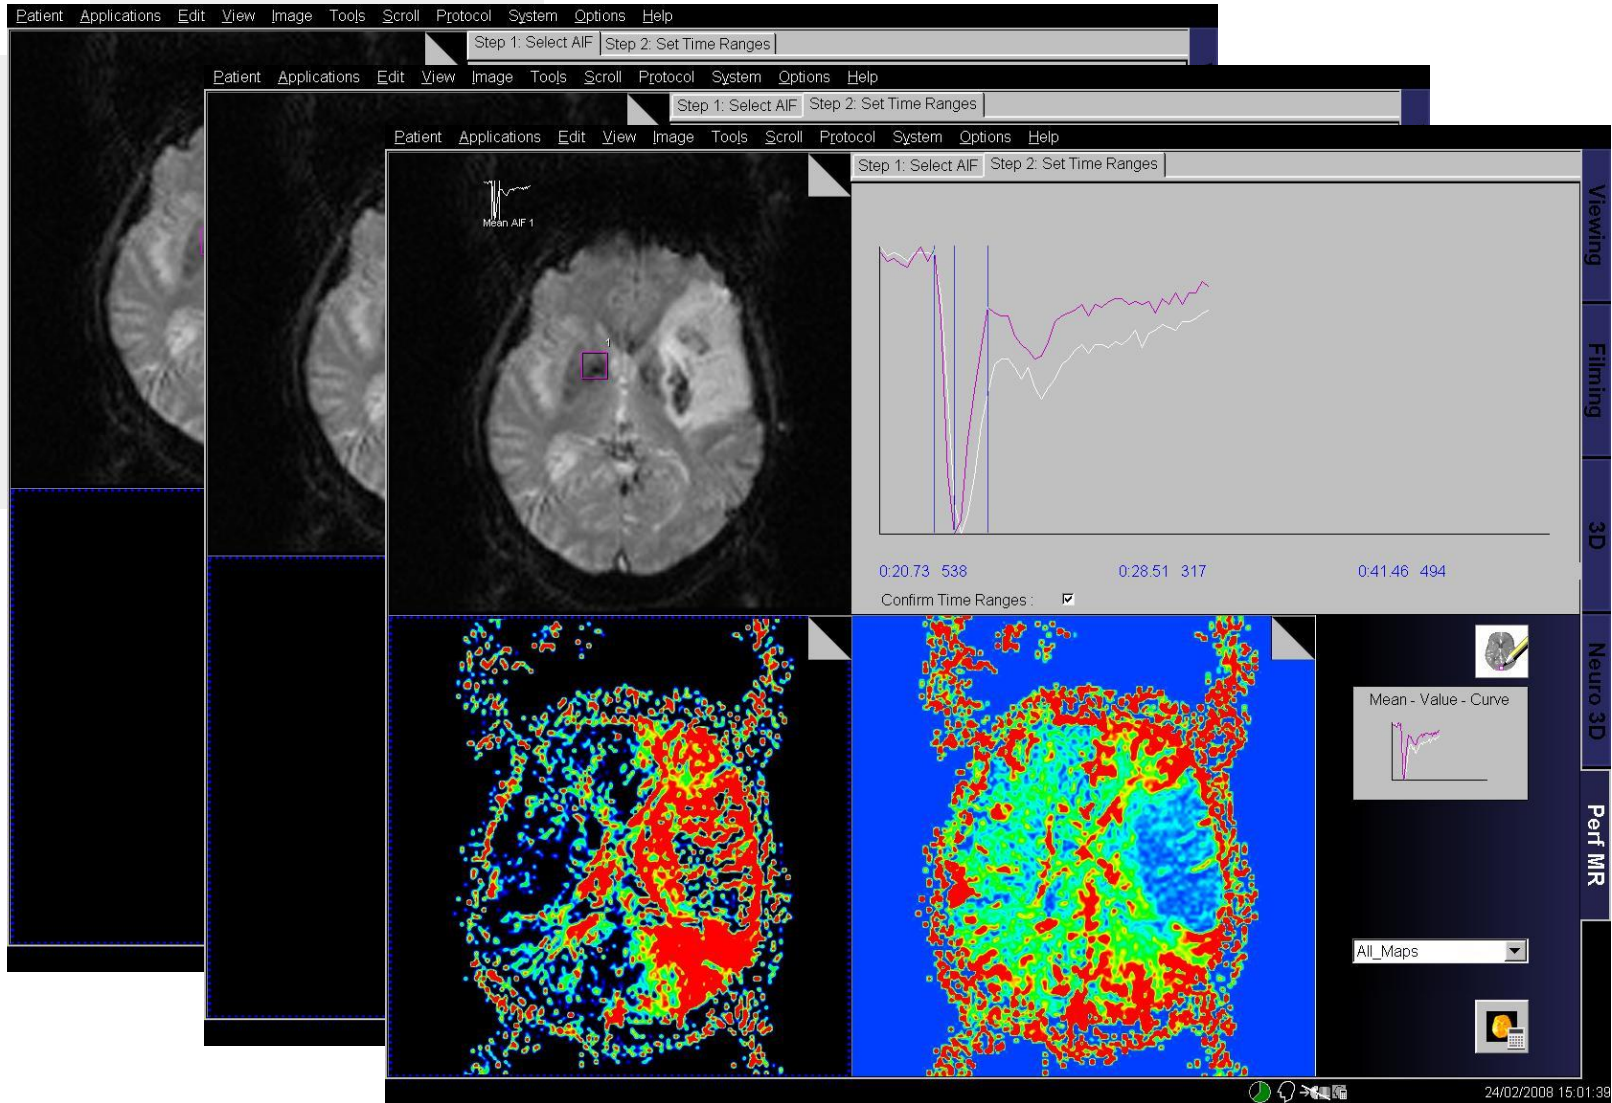 Patient Applications Edit View Image Tools Scroll Protocol System Options Help
Step 1: Select AIF Step 2: Set Time Ranges
Patient Applications Edit View Image Tools Scroll Protocol System Options Help
Step 1: Select AIF Step 2: Set Time Ranges
Patient Applications Edit View Image Tools Scroll Protocol System Options Help
Step 1: Select AIF Step 2: Set Time Ranges
Mean AIF 1
1
0:20.73 538 0:28.51 317 0:41.46 494
Confirm Time Ranges :
Viewing
Filming
3D
Neuro 3D
Perf MR
Mean - Value - Curve
All_Maps
24/02/2008 15:01:39